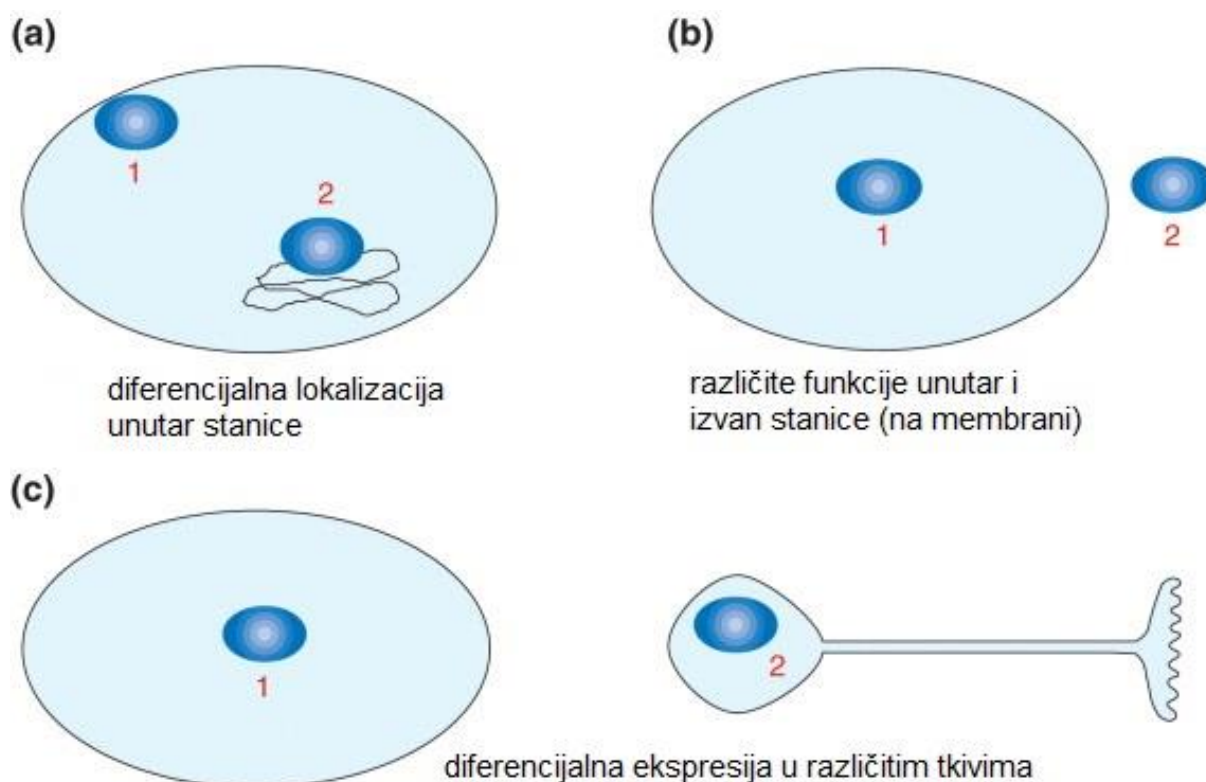 (a)
1
2
diferencijalna lokalizacija
unutar stanice
(b)
1
2
različite funkcije unutar i
izvan stanice (na membrani)
(c)
1
2
diferencijalna ekspresija u različitim tkivima